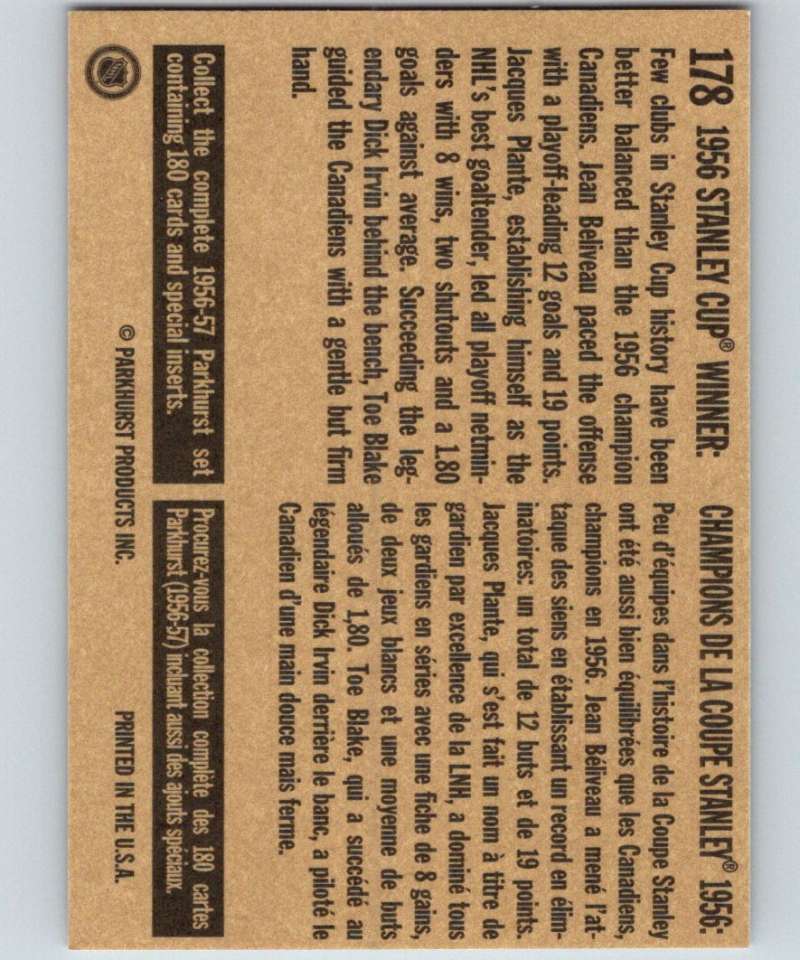 178 1956 STANLEY CUP® WINNER:
Few clubs in Stanley Cup history have been
better balanced than the 1956 champion
Canadiens. Jean Beliveau paced the offense
with a playoff-leading 12 goals and 19 points.
Jacques Plante, establishing himself as the
NHL's best goaltender, led all playoff netmin-
ders with 8 wins, two shutouts and a 1.80
goals against average. Succeeding the leg-
endary Dick Irvin behind the bench, Toe Blake
guided the Canadiens with a gentle but firm
hand.
CHAMPIONS DE LA COUPE STANLEY® 1956:
Peu d'équipes dans l'histoire de la Coupe Stanley
ont été aussi bien équilibrées que les Canadiens,
champions en 1956. Jean Béliveau a mené l'at-
taque des siens en établissant un record en élim-
inatoires: un total de 12 buts et de 19 points.
Jacques Plante, qui s'est fait un nom à titre de
gardien par excellence de la LNH, a dominé tous
les gardiens en séries avec une fiche de 8 gains,
de deux jeux blancs et une moyenne de buts
alloués de 1,80. Toe Blake, qui a succédé au
légendaire Dick Irvin derrière le banc, a piloté le
Canadien d'une main douce mais ferme.
Collect the complete 1956-57 Parkhurst set
containing 180 cards and special inserts.
Procurez-vous la collection complète des 180 cartes
Parkhurst (1956-57) incluant aussi des ajouts spéciaux.
NHL
© PARKHURST PRODUCTS INC.
PRINTED IN THE U.S.A.